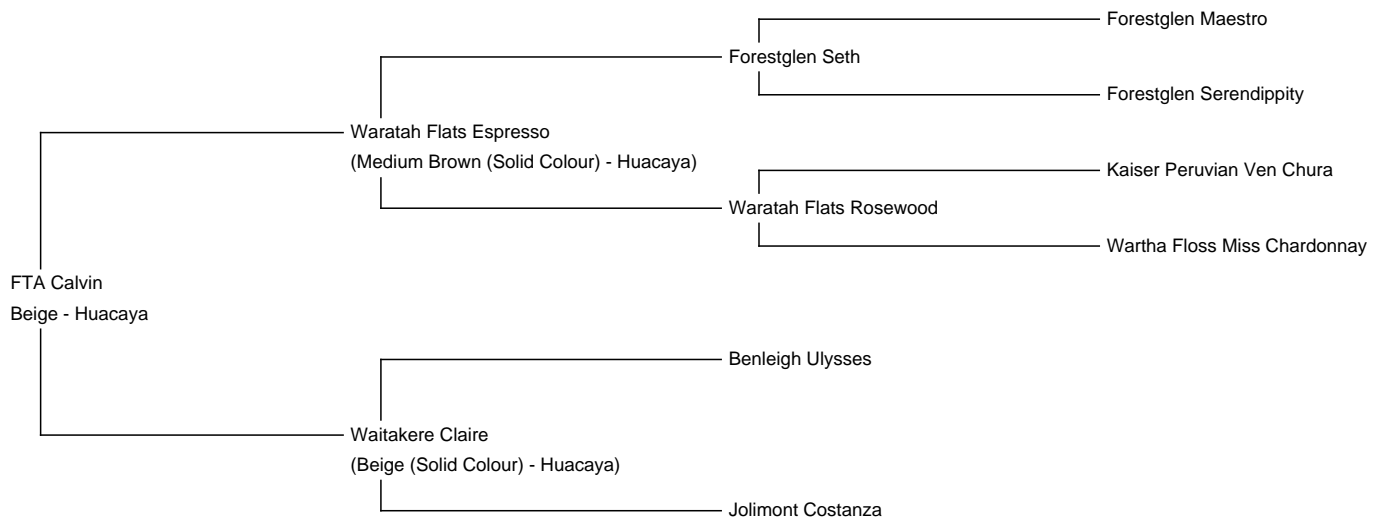 Forestglen Maestro
Forestglen Seth
Forestglen Serendippity
Waratah Flats Espresso
(Medium Brown (Solid Colour) - Huacaya)
Kaiser Peruvian Ven Chura
Waratah Flats Rosewood
Wartha Floss Miss Chardonnay
FTA Calvin
Beige - Huacaya
Benleigh Ulysses
Waitakere Claire
(Beige (Solid Colour) - Huacaya)
Jolimont Costanza